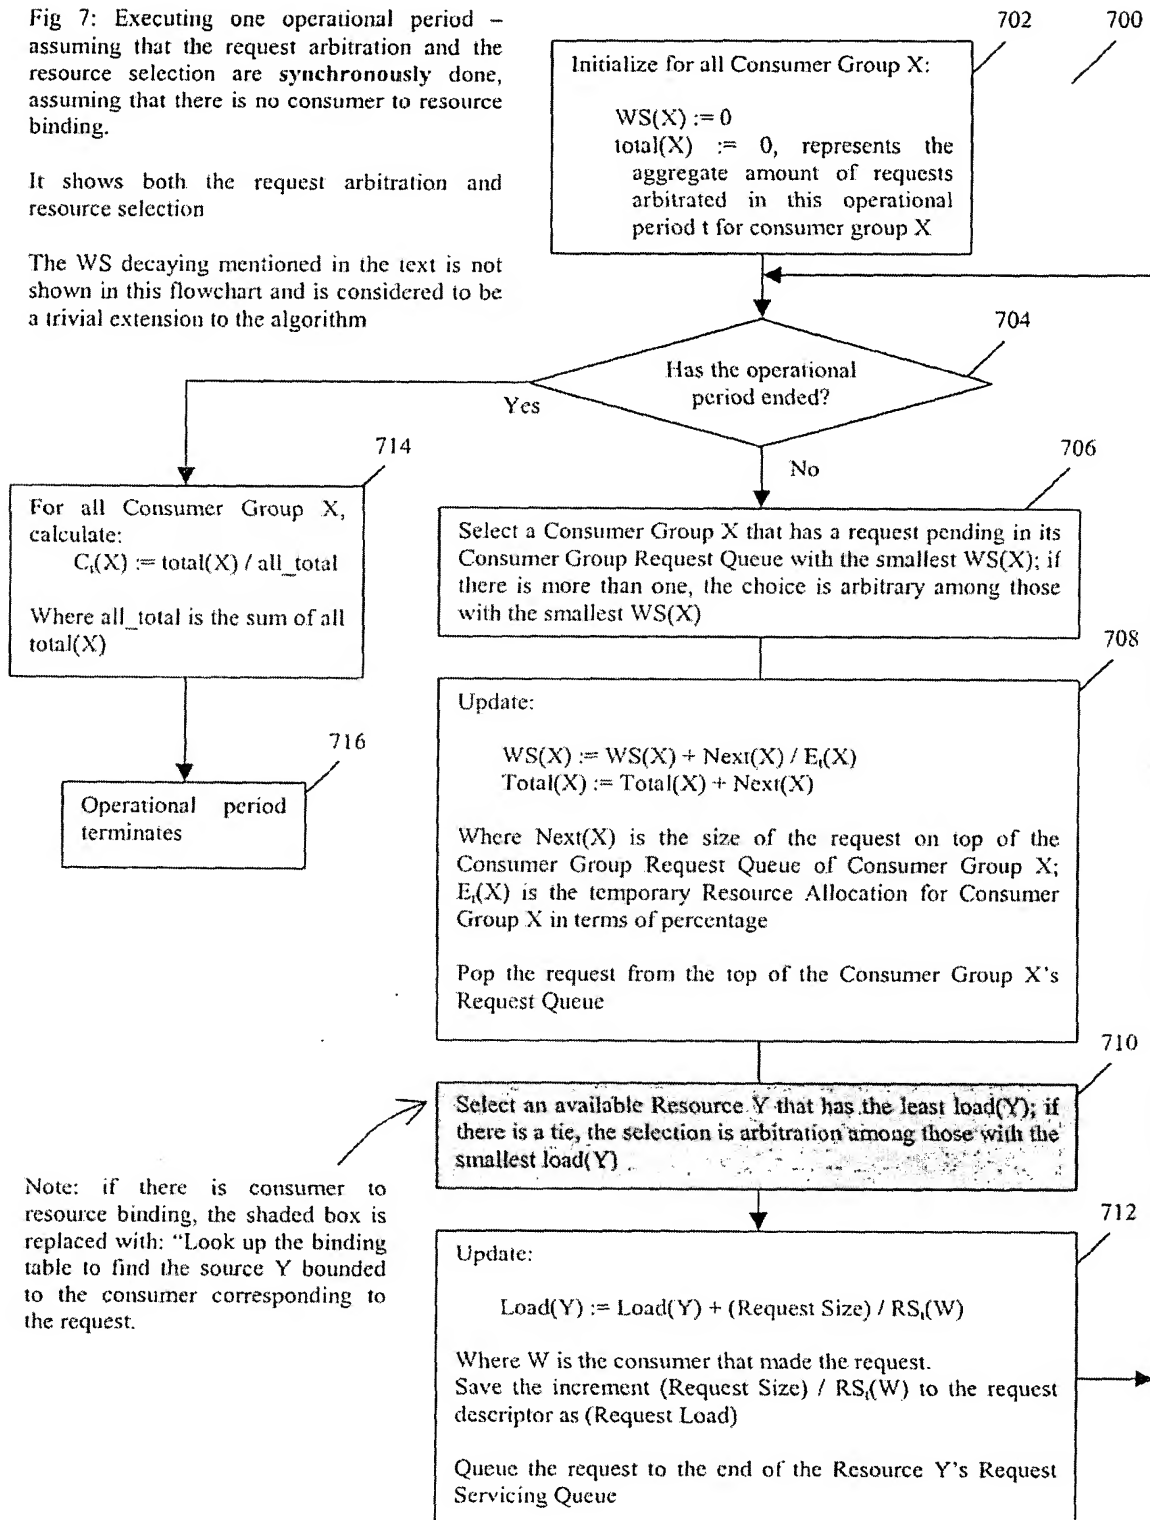 Fig 7: Executing one operational period –
assuming that the request arbitration and the
resource selection are synchronously done,
assuming that there is no consumer to resource
binding.
It shows both the request arbitration and
resource selection
The WS decaying mentioned in the text is not
shown in this flowchart and is considered to be
a trivial extension to the algorithm
702
700
Initialize for all Consumer Group X:
WS(X) := 0
total(X) := 0, represents the
aggregate amount of requests
arbitrated in this operational
period t for consumer group X
704
Has the operational
period ended?
Yes
No
714
For all Consumer Group X,
calculate:
Cₜ(X) := total(X) / all_total
Where all_total is the sum of all
total(X)
716
Operational period
terminates
706
Select a Consumer Group X that has a request pending in its
Consumer Group Request Queue with the smallest WS(X); if
there is more than one, the choice is arbitrary among those
with the smallest WS(X)
708
Update:
WS(X) := WS(X) + Next(X) / Eₜ(X)
Total(X) := Total(X) + Next(X)
Where Next(X) is the size of the request on top of the
Consumer Group Request Queue of Consumer Group X;
Eₜ(X) is the temporary Resource Allocation for Consumer
Group X in terms of percentage
Pop the request from the top of the Consumer Group X's
Request Queue
710
Select an available Resource Y that has the least load(Y); if
there is a tie, the selection is arbitration among those with the
smallest load(Y)
Note: if there is consumer to
resource binding, the shaded box is
replaced with: "Look up the binding
table to find the source Y bounded
to the consumer corresponding to
the request.
712
Update:
Load(Y) := Load(Y) + (Request Size) / RSₜ(W)
Where W is the consumer that made the request.
Save the increment (Request Size) / RSₜ(W) to the request
descriptor as (Request Load)
Queue the request to the end of the Resource Y's Request
Servicing Queue